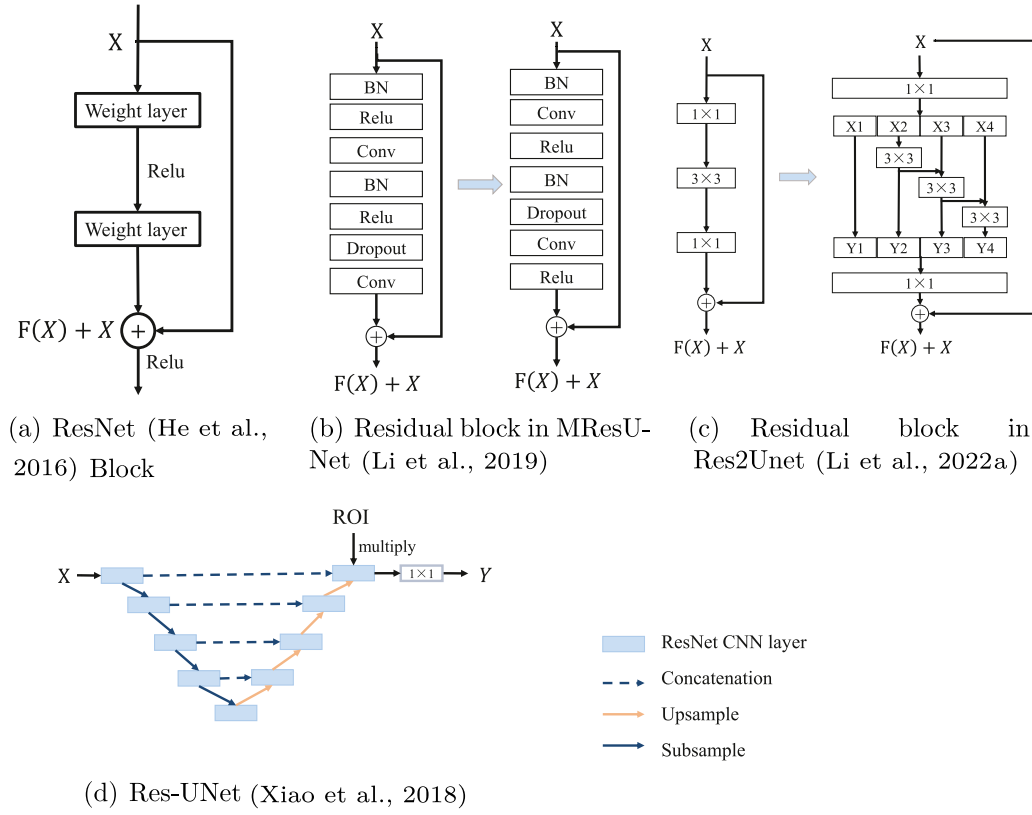 X
Weight layer
Relu
Weight layer
F(X) + X
+
Relu
(a) ResNet (He et al.,
2016) Block
X
BN
Relu
Conv
BN
Relu
Dropout
Conv
+
F(X) + X
X
BN
Conv
Relu
BN
Dropout
Conv
Relu
+
F(X) + X
(b) Residual block in MResU-
Net (Li et al., 2019)
X
1×1
3×3
1×1
+
F(X) + X
X
1×1
X1 X2 X3 X4
3×3
3×3
3×3
Y1 Y2 Y3 Y4
1×1
+
F(X) + X
(c) Residual block in
Res2Unet (Li et al., 2022a)
ROI
multiply
X
1×1
Y
ResNet CNN layer
Concatenation
Upsample
Subsample
(d) Res-UNet (Xiao et al., 2018)